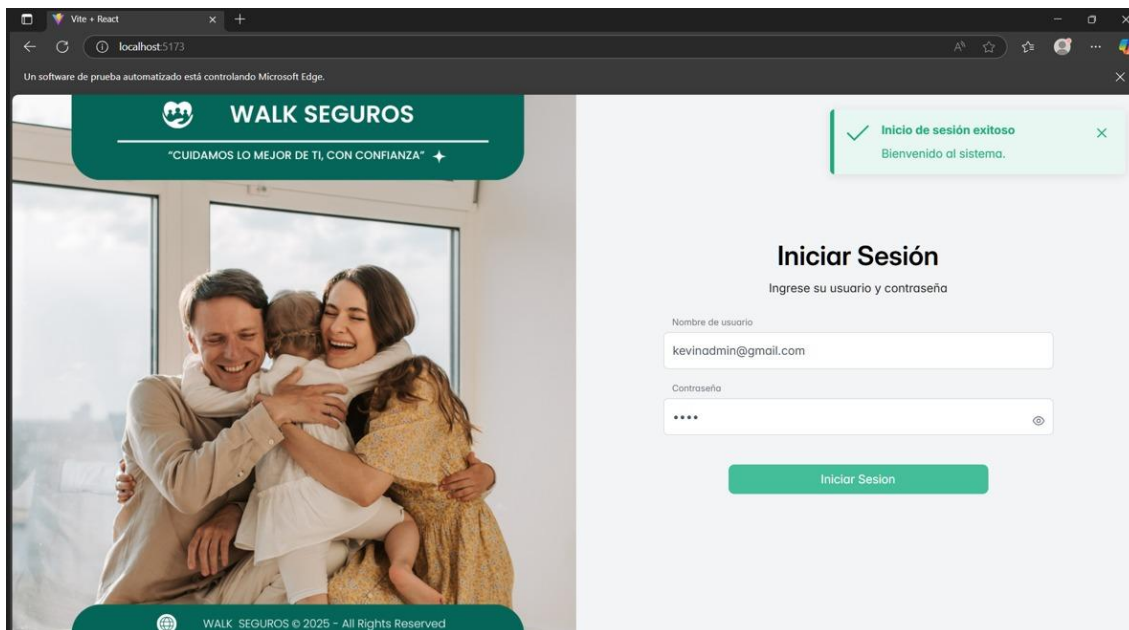 Vite + React
localhost:5173
Un software de prueba automatizado está controlando Microsoft Edge.
WALK SEGUROS
"CUIDAMOS LO MEJOR DE TI, CON CONFIANZA"
Inicio de sesión exitoso
Bienvenido al sistema.
Iniciar Sesión
Ingrese su usuario y contraseña
Nombre de usuario
kevinadmin@gmail.com
Contraseña
••••
Iniciar Sesion
WALK SEGUROS © 2025 - All Rights Reserved